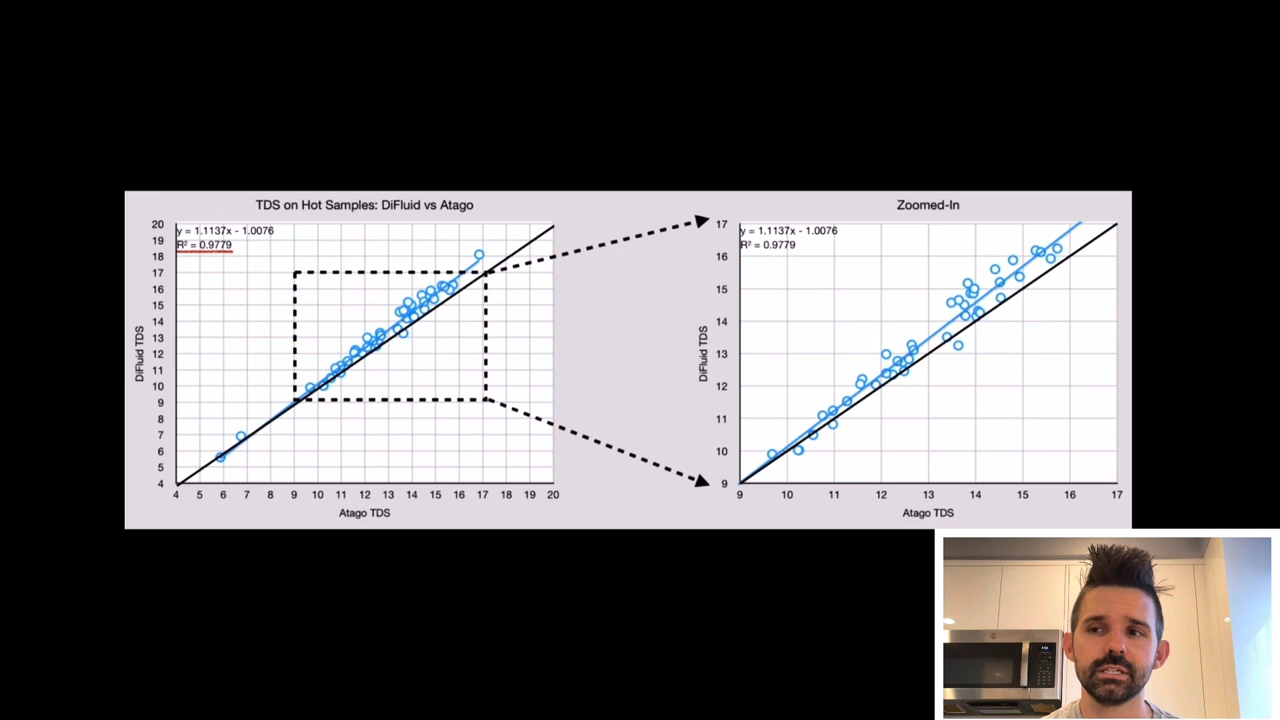 TDS on Hot Samples: DiFluid vs Atago
y = 1.1137x - 1.0076
R² = 0.9779
20
19
18
17
16
15
14
13
12
11
10
9
8
7
6
5
4
DiFluid TDS
4 5 6 7 8 9 10 11 12 13 14 15 16 17 18 19 20
Atago TDS
Zoomed-In
y = 1.1137x - 1.0076
R² = 0.9779
17
16
15
14
13
12
11
10
9
DiFluid TDS
9 10 11 12 13 14 15 16 17
Atago TDS